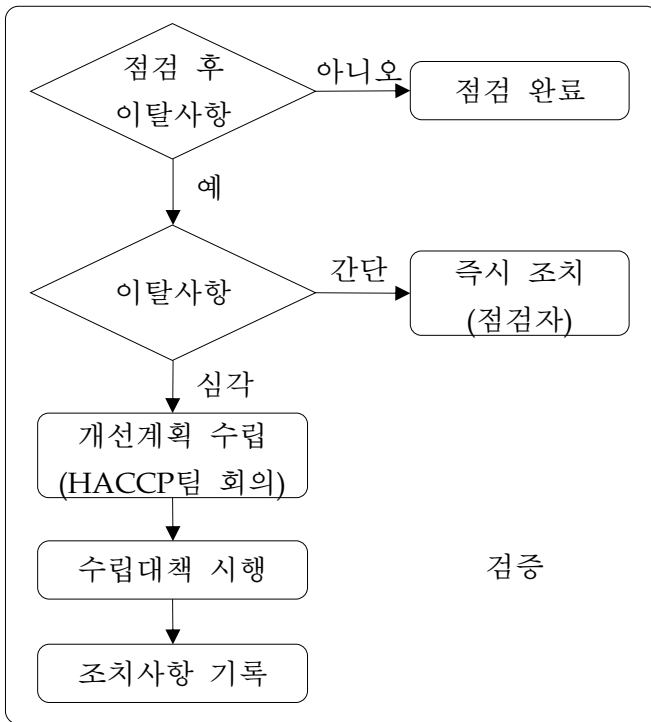 점검 후
이탈사항
아니오
점검 완료
예
이탈사항
간단
즉시 조치
(점검자)
심각
개선계획 수립
(HACCP팀 회의)
수립대책 시행
검증
조치사항 기록